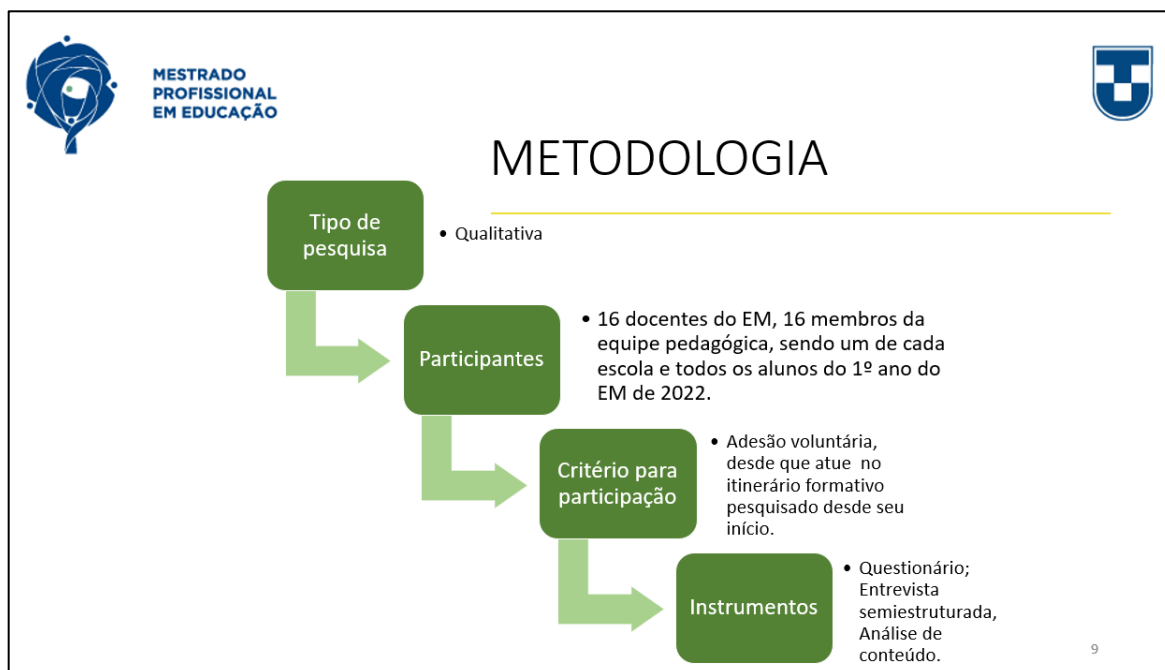 MESTRADO
PROFISSIONAL
EM EDUCAÇÃO
METODOLOGIA
Tipo de
pesquisa
• Qualitativa
Participantes
• 16 docentes do EM, 16 membros da
equipe pedagógica, sendo um de cada
escola e todos os alunos do 1º ano do
EM de 2022.
Critério para
participação
• Adesão voluntária,
desde que atue no
itinerário formativo
pesquisado desde seu
início.
Instrumentos
• Questionário;
Entrevista
semiestruturada,
Análise de
conteúdo.
9